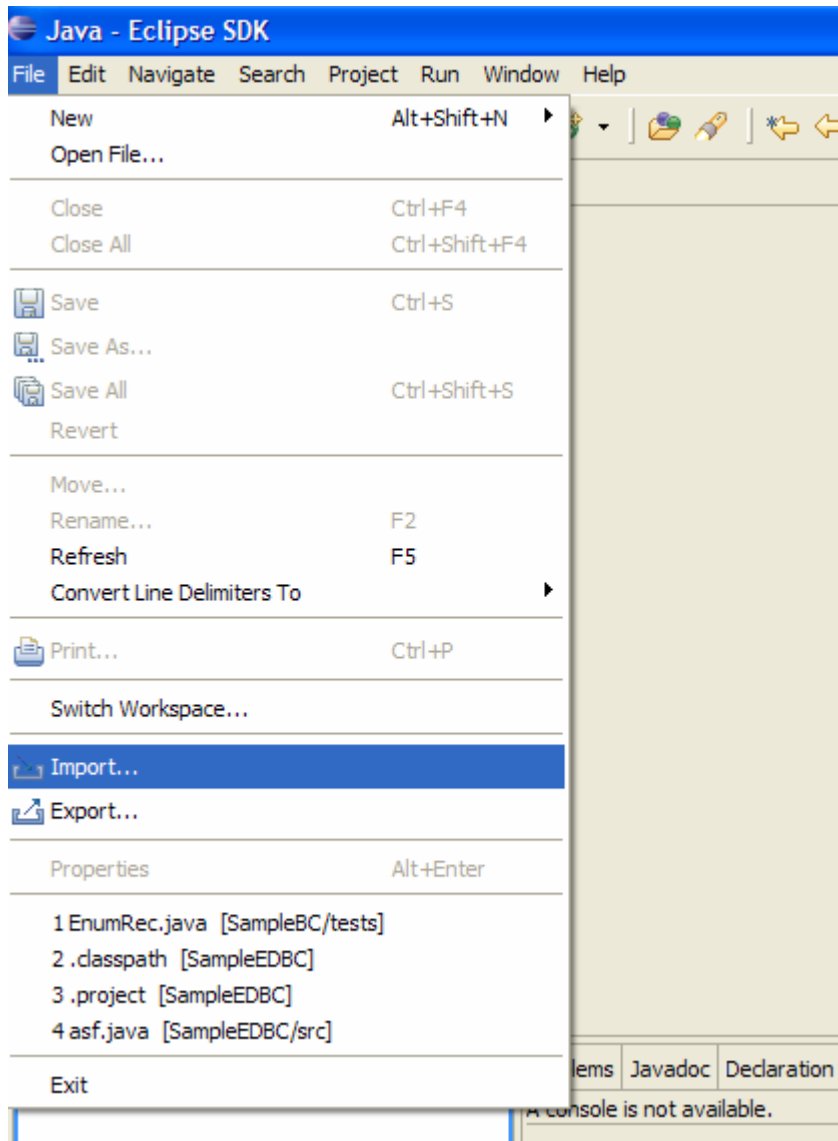 Java - Eclipse SDK
File Edit Navigate Search Project Run Window Help
New Alt+Shift+N
Open File...
Close Ctrl+F4
Close All Ctrl+Shift+F4
Save Ctrl+S
Save As...
Save All Ctrl+Shift+S
Revert
Move...
Rename... F2
Refresh F5
Convert Line Delimiters To
Print... Ctrl+P
Switch Workspace...
Import...
Export...
Properties Alt+Enter
1 EnumRec.java [SampleBC/tests]
2 .classpath [SampleEDBC]
3 .project [SampleEDBC]
4 asf.java [SampleEDBC/src]
Exit
lems Javadoc Declaration
A console is not available.